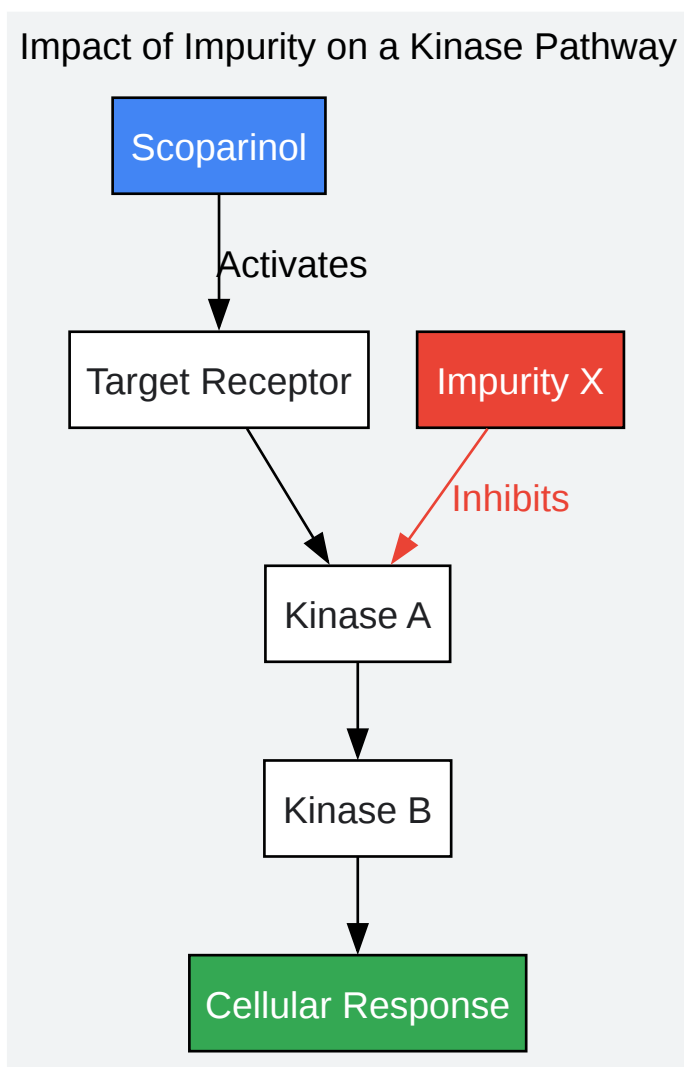 Impact of Impurity on a Kinase Pathway
Scoparinol
Activates
Target Receptor
Impurity X
Inhibits
Kinase A
Kinase B
Cellular Response